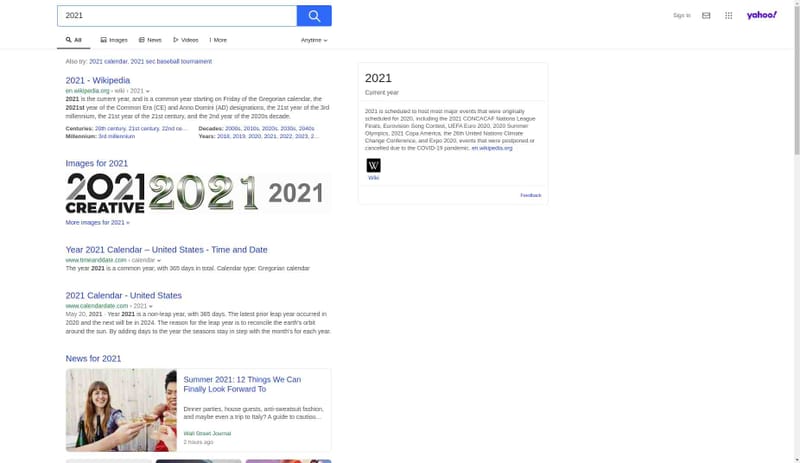 2021
Sign in
yahoo!
All
Images
News
Videos
More
Anytime
Also try: 2021 calendar, 2021 sec baseball tournament
2021 - Wikipedia
en.wikipedia.org › wiki › 2021
2021 is the current year, and is a common year starting on Friday of the Gregorian calendar, the
2021st year of the Common Era (CE) and Anno Domini (AD) designations, the 21st year of the 3rd
millennium, the 21st year of the 21st century, and the 2nd year of the 2020s decade.
Centuries: 20th century, 21st century, 22nd ce...
Decades: 2000s, 2010s, 2020s, 2030s, 2040s
Millennium: 3rd millennium
Years: 2018, 2019, 2020, 2021, 2022, 2023, 2...
Images for 2021
2021
CREATIVE
2021
2021
More Images for 2021 »
Year 2021 Calendar – United States - Time and Date
www.timeanddate.com › calendar
The year 2021 is a common year, with 365 days in total. Calendar type: Gregorian calendar
2021 Calendar - United States
www.calendardate.com › 2021
May 20, 2021 · Year 2021 is a non-leap year, with 365 days. The latest prior leap year occurred in
2020 and the next will be in 2024. The reason for the leap year is to reconcile the earth's orbit
around the sun. By adding days to the year the seasons stay in step with the month's for each year.
News for 2021
Summer 2021: 12 Things We Can
Finally Look Forward To
Dinner parties, house guests, anti-sweatsuit fashion,
and maybe even a trip to Italy? A guide to cautiou...
Wall Street Journal
2 hours ago
2021
Current year
2021 is scheduled to host most major events that were originally
scheduled for 2020, including the 2021 CONCACAF Nations League
Finals, Eurovision Song Contest, UEFA Euro 2020, 2020 Summer
Olympics, 2021 Copa America, the 26th United Nations Climate
Change Conference, and Expo 2020, events that were postponed or
cancelled due to the COVID-19 pandemic. en.wikipedia.org
W
Wiki
Feedback